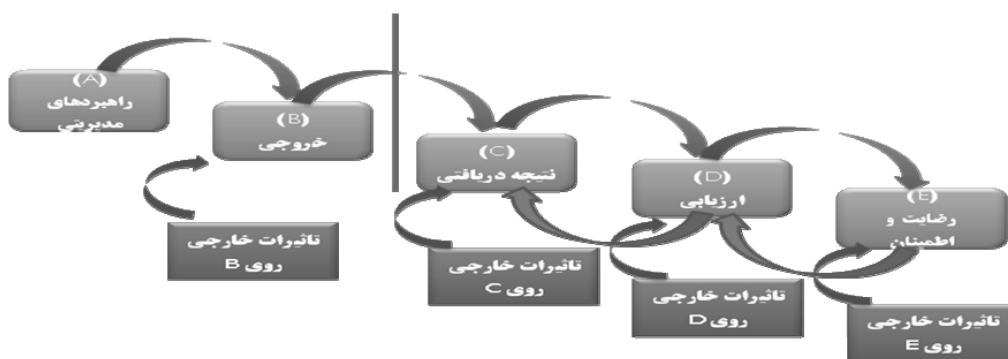 (A)
راهبردهای
مدیریتی
(B)
خروجی
(C)
نتیجه دریافتی
(D)
ارزیابی
(E)
رضایت و
اطمینان
تاثیرات خارجی
روی B
تاثیرات خارجی
روی C
تاثیرات خارجی
روی D
تاثیرات خارجی
روی E